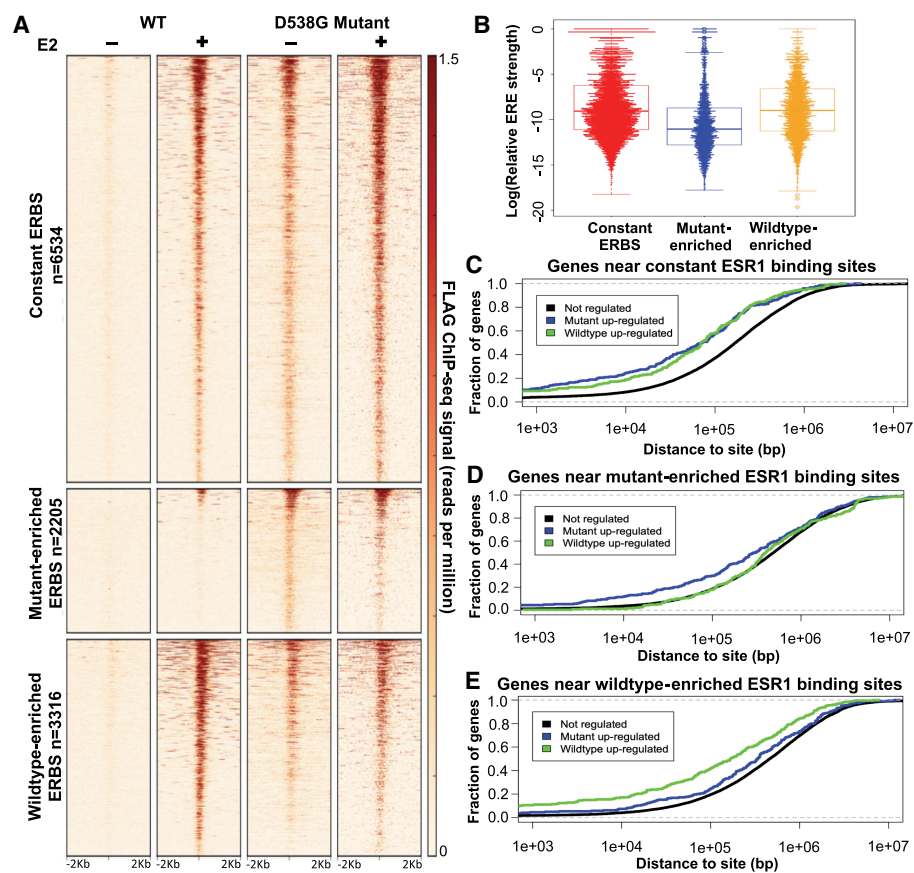 A
WT
D538G Mutant
E2 − + − +
Constant ERBS
n=6534
Mutant-enriched
ERBS n=2205
Wildtype-enriched
ERBS n=3316
-2Kb 2Kb -2Kb 2Kb -2Kb 2Kb -2Kb 2Kb
1.5
FLAG ChIP-seq signal (reads per million)
0
B
Log(Relative ERE strength)
0
-5
-10
-15
-20
Constant
ERBS
Mutant-
enriched
Wildtype-
enriched
C
Genes near constant ESR1 binding sites
Fraction of genes
1.0
0.8
0.6
0.4
0.2
0.0
Not regulated
Mutant up-regulated
Wildtype up-regulated
1e+03 1e+04 1e+05 1e+06 1e+07
Distance to site (bp)
D
Genes near mutant-enriched ESR1 binding sites
Fraction of genes
1.0
0.8
0.6
0.4
0.2
0.0
Not regulated
Mutant up-regulated
Wildtype up-regulated
1e+03 1e+04 1e+05 1e+06 1e+07
Distance to site (bp)
E
Genes near wildtype-enriched ESR1 binding sites
Fraction of genes
1.0
0.8
0.6
0.4
0.2
0.0
Not regulated
Mutant up-regulated
Wildtype up-regulated
1e+03 1e+04 1e+05 1e+06 1e+07
Distance to site (bp)